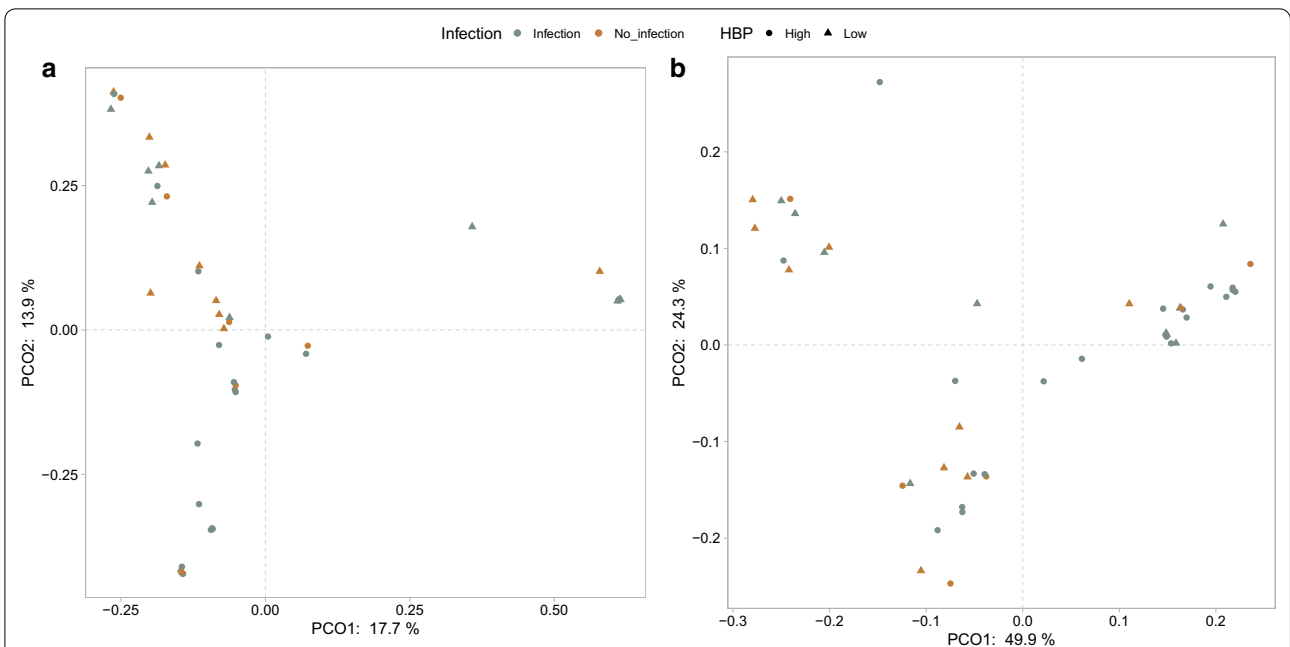 Infection Infection No_infection HBP High Low
a
b
0.25
0.00
−0.25
PCO2: 13.9 %
−0.25 0.00 0.25 0.50
PCO1: 17.7 %
0.2
0.1
0.0
−0.1
−0.2
PCO2: 24.3 %
−0.3 −0.2 −0.1 0.0 0.1 0.2
PCO1: 49.9 %